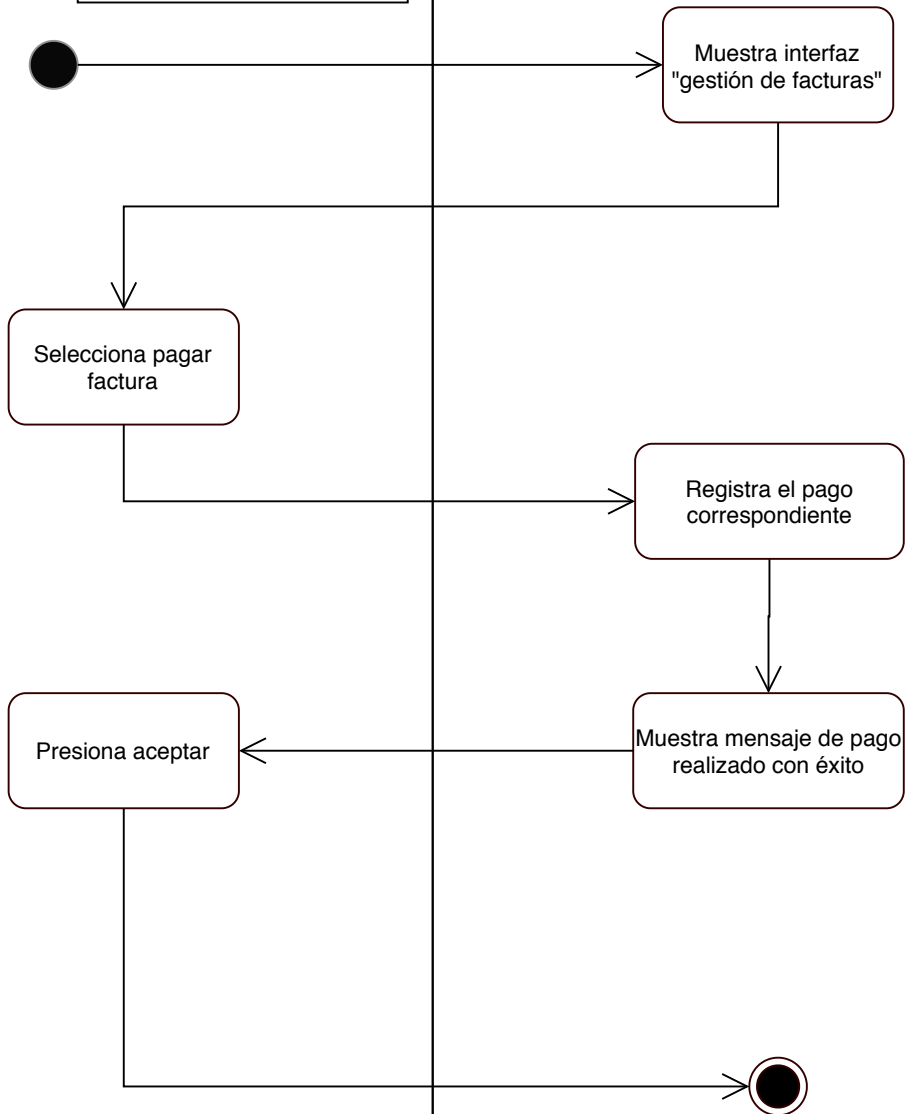 Muestra interfaz
"gestión de facturas"
Selecciona pagar
factura
Registra el pago
correspondiente
Muestra mensaje de pago
realizado con éxito
Presiona aceptar